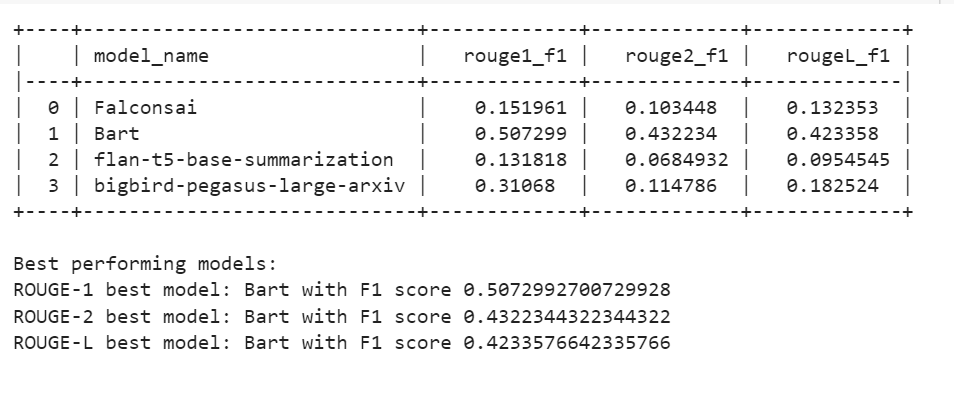 +----+------------------------------+-------------+-------------+-------------+
|    | model_name                   |   rouge1_f1 |   rouge2_f1 |   rougeL_f1 |
|----+------------------------------+-------------+-------------+-------------|
|  0 | Falconsai                    |    0.151961 |   0.103448  |   0.132353  |
|  1 | Bart                         |    0.507299 |   0.432234  |   0.423358  |
|  2 | flan-t5-base-summarization   |    0.131818 |   0.0684932 |   0.0954545 |
|  3 | bigbird-pegasus-large-arxiv  |    0.31068  |   0.114786  |   0.182524  |
+----+------------------------------+-------------+-------------+-------------+
Best performing models:
ROUGE-1 best model: Bart with F1 score 0.5072992700729928
ROUGE-2 best model: Bart with F1 score 0.4322344322344322
ROUGE-L best model: Bart with F1 score 0.4233576642335766